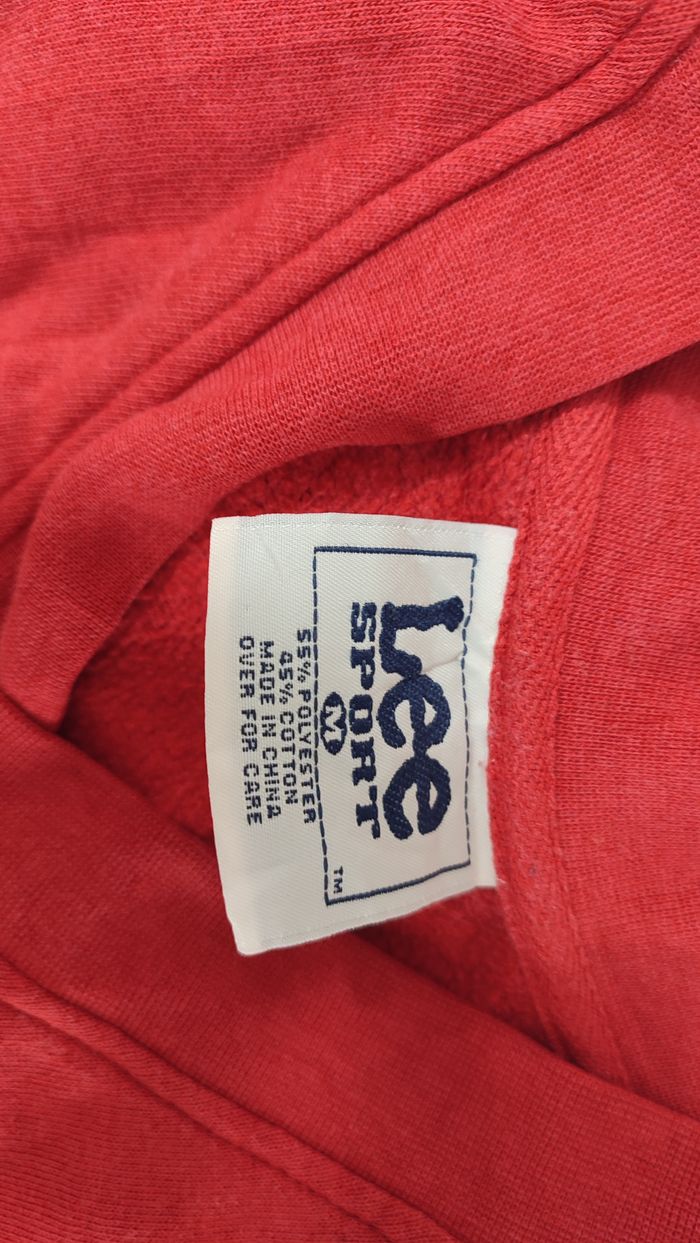 Lee
SPORT
TM
M
55% POLYESTER
45% COTTON
MADE IN CHINA
OVER FOR CARE